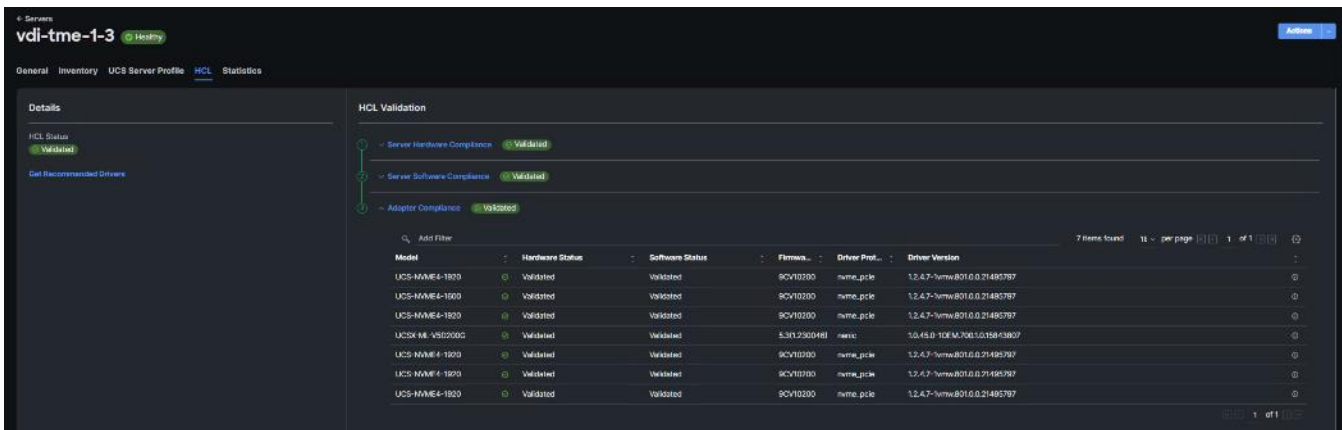 ← Servers
vdi-tme-1-3 Healthy
Actions
General Inventory UCS Server Profile HCL Statistics
Details
HCL Status
Validated
Get Recommended Drivers
HCL Validation
1 Server Hardware Compliance Validated
2 Server Software Compliance Validated
3 Adapter Compliance Validated
Add Filter 7 items found per page 1 of 1
Model Hardware Status Software Status Firmwa... Driver Prot... Driver Version
UCS-NVME4-1920 Validated Validated 9CV10200 nvme_pcie 1.2.4.7-1vmw.801.0.0.21495797
UCS-NVME4-1600 Validated Validated 9CV10200 nvme_pcie 1.2.4.7-1vmw.801.0.0.21495797
UCS-NVME4-1920 Validated Validated 9CV10200 nvme_pcie 1.2.4.7-1vmw.801.0.0.21495797
UCSX-ML-V5D200G Validated Validated 5.3(1.230046) nenic 1.0.45.0-1OEM.700.1.0.15843807
UCS-NVME4-1920 Validated Validated 9CV10200 nvme_pcie 1.2.4.7-1vmw.801.0.0.21495797
UCS-NVME4-1920 Validated Validated 9CV10200 nvme_pcie 1.2.4.7-1vmw.801.0.0.21495797
UCS-NVME4-1920 Validated Validated 9CV10200 nvme_pcie 1.2.4.7-1vmw.801.0.0.21495797
1 of 1